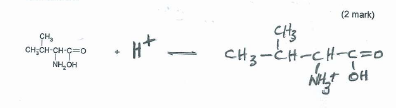 (2 mark)
CH₃
CH₃CH-CH-C=O
NH₂OH
+ H⁺
CH₃
CH₃-CH-CH-C=O
NH₃⁺ OH